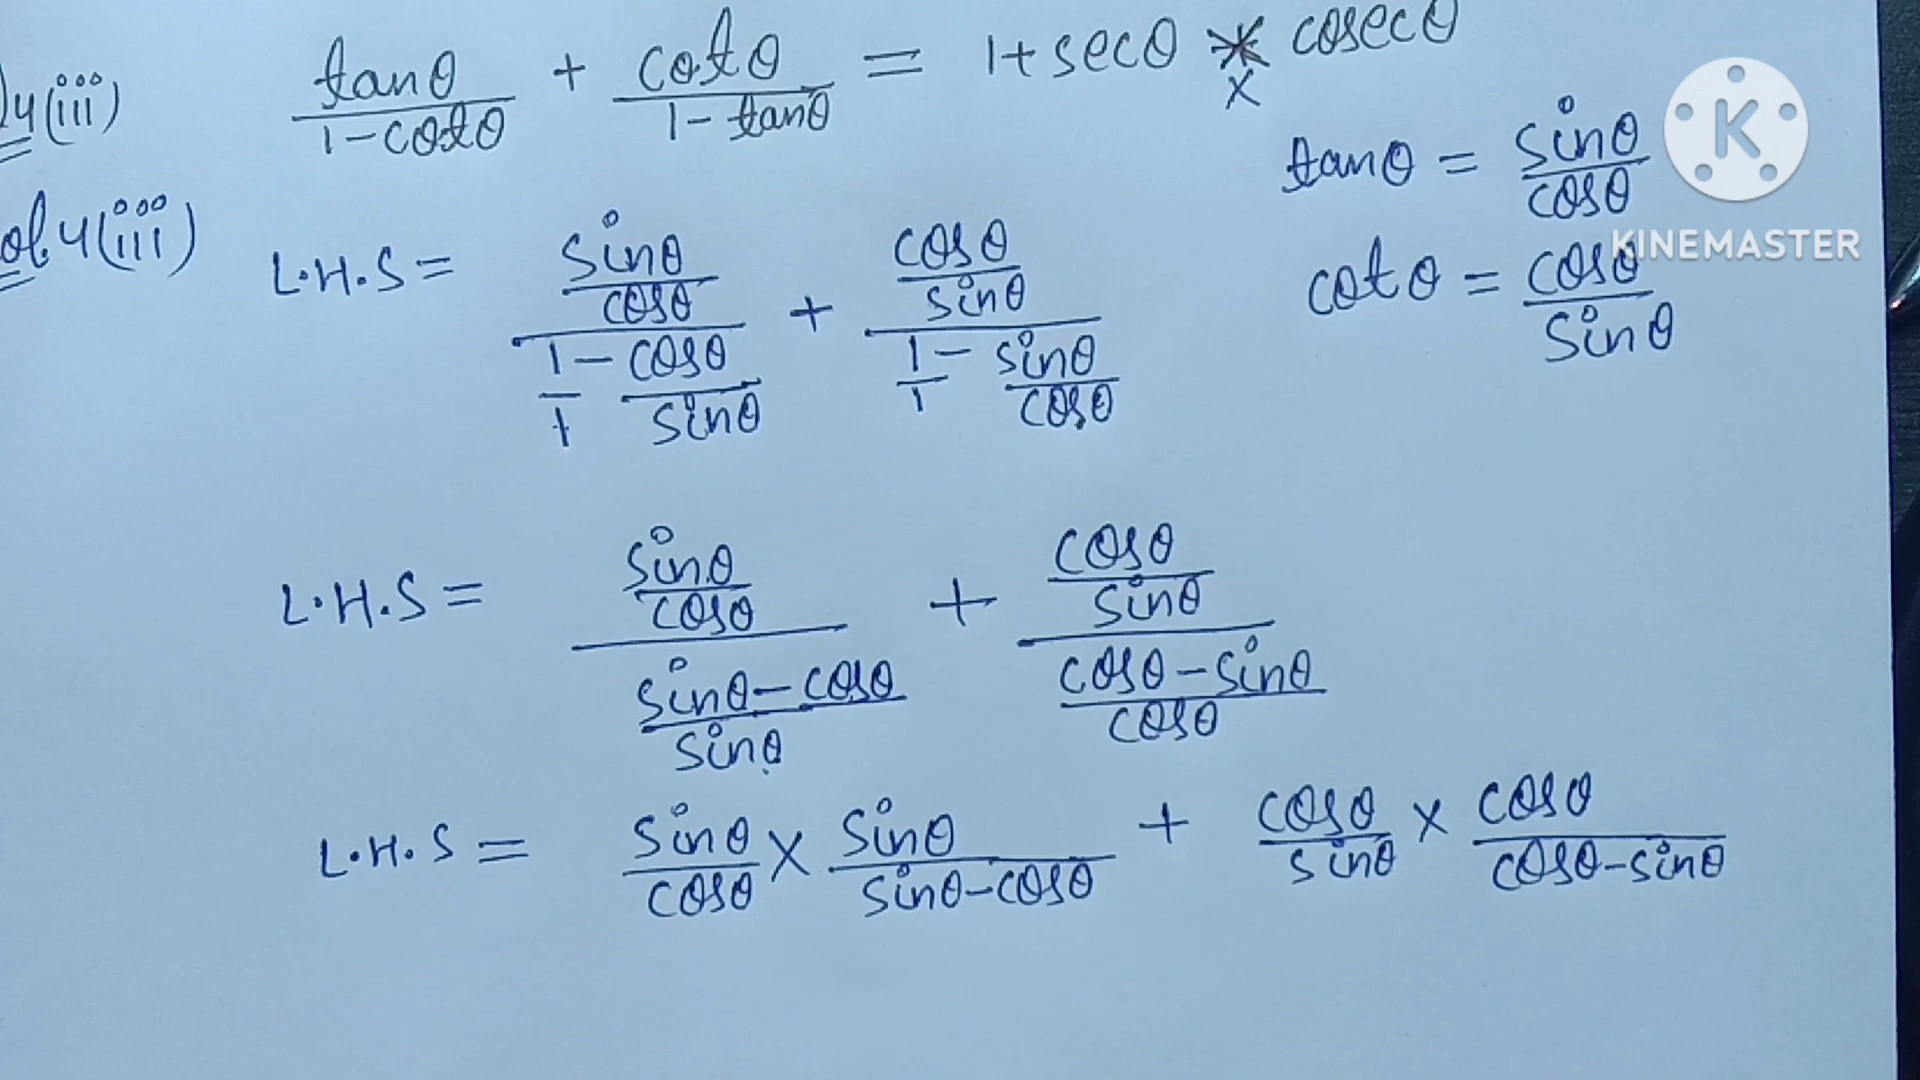 4(iii) tanθ/(1-cotθ) + cotθ/(1-tanθ) = 1+secθ × cosecθ
tanθ = sinθ/cosθ
K
KINEMASTER
ol.4(iii) L.H.S = (sinθ/cosθ)/(1/1 - cosθ/sinθ) + (cosθ/sinθ)/(1/1 - sinθ/cosθ)
cotθ = cosθ/sinθ
L.H.S = (sinθ/cosθ)/((sinθ-cosθ)/sinθ) + (cosθ/sinθ)/((cosθ-sinθ)/cosθ)
L.H.S = sinθ/cosθ × sinθ/(sinθ-cosθ) + cosθ/sinθ × cosθ/(cosθ-sinθ)